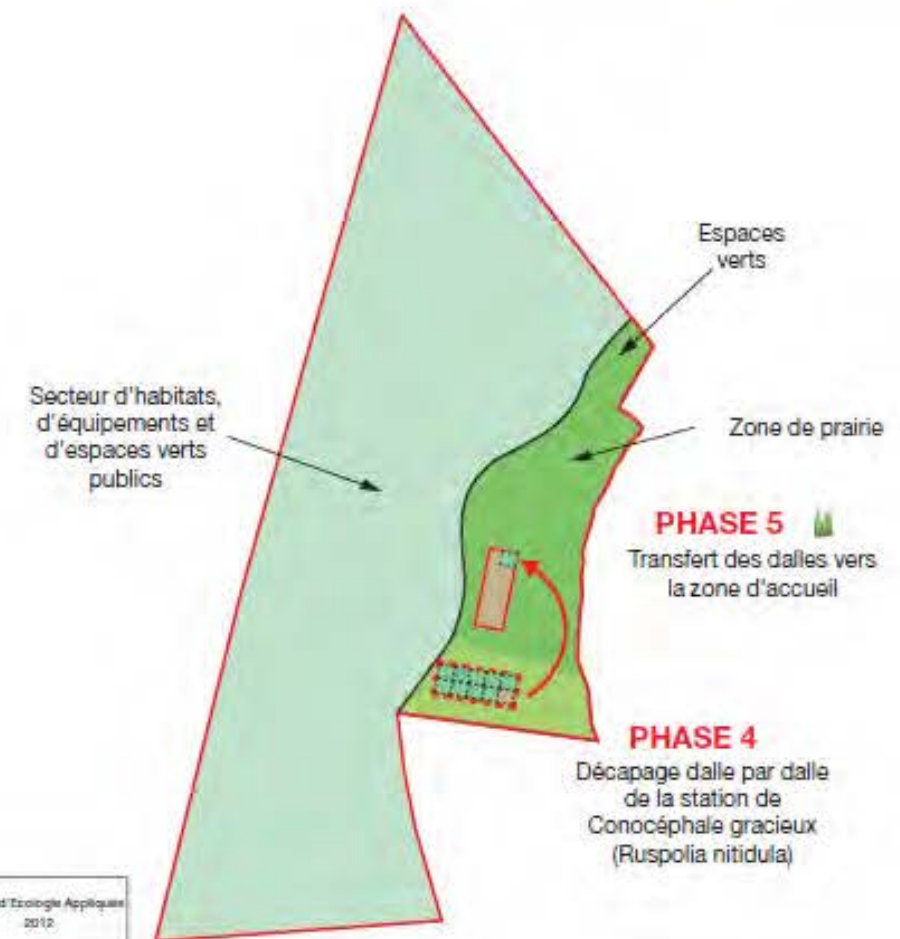 Espaces
verts
Secteur d'habitats,
d'équipements et
d'espaces verts
publics
Zone de prairie
PHASE 5
Transfert des dalles vers
la zone d'accueil
PHASE 4
Décapage dalle par dalle
de la station de
Conocéphale gracieux
(Ruspolia nitidula)
d'Ecologie Appliquée
2012